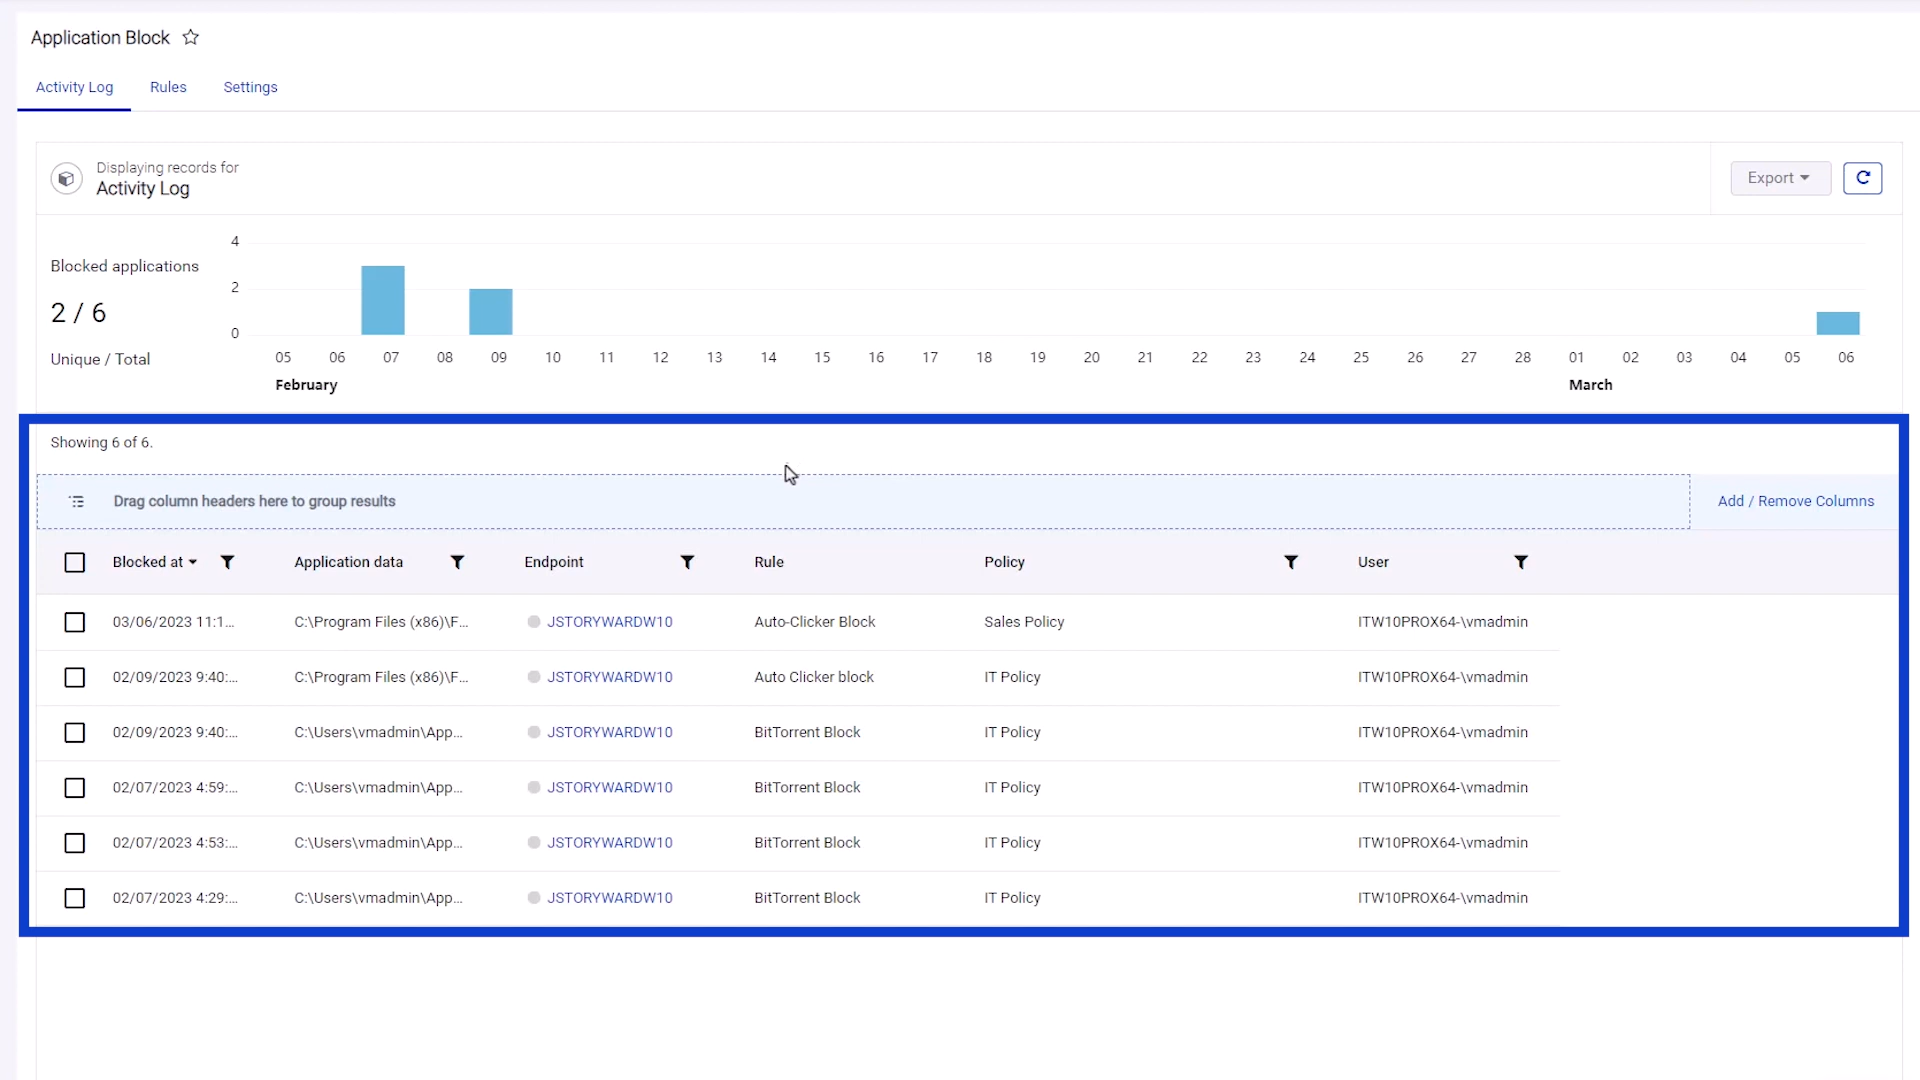 Application Block
Activity Log Rules Settings
Displaying records for
Activity Log
Export
Blocked applications
2 / 6
Unique / Total
4
2
0
05 06 07 08 09 10 11 12 13 14 15 16 17 18 19 20 21 22 23 24 25 26 27 28 01 02 03 04 05 06
February March
Showing 6 of 6.
Drag column headers here to group results Add / Remove Columns
Blocked at Application data Endpoint Rule Policy User
03/06/2023 11:1... C:\Program Files (x86)\F... JSTORYWARDW10 Auto-Clicker Block Sales Policy ITW10PROX64-\vmadmin
02/09/2023 9:40:... C:\Program Files (x86)\F... JSTORYWARDW10 Auto Clicker block IT Policy ITW10PROX64-\vmadmin
02/09/2023 9:40:... C:\Users\vmadmin\App... JSTORYWARDW10 BitTorrent Block IT Policy ITW10PROX64-\vmadmin
02/07/2023 4:59:... C:\Users\vmadmin\App... JSTORYWARDW10 BitTorrent Block IT Policy ITW10PROX64-\vmadmin
02/07/2023 4:53:... C:\Users\vmadmin\App... JSTORYWARDW10 BitTorrent Block IT Policy ITW10PROX64-\vmadmin
02/07/2023 4:29:... C:\Users\vmadmin\App... JSTORYWARDW10 BitTorrent Block IT Policy ITW10PROX64-\vmadmin